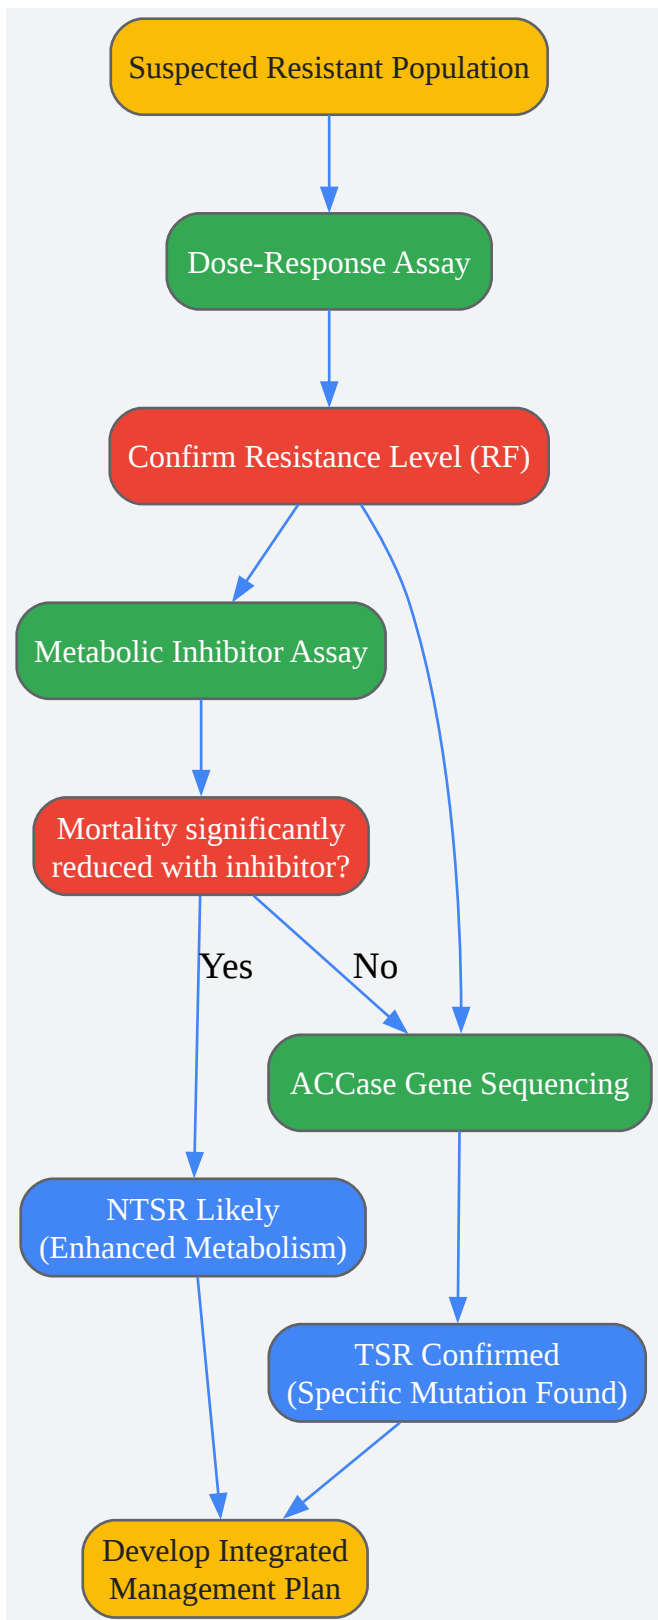 Suspected Resistant Population
Dose-Response Assay
Confirm Resistance Level (RF)
Metabolic Inhibitor Assay
Mortality significantly
reduced with inhibitor?
Yes
No
ACCase Gene Sequencing
NTSR Likely
(Enhanced Metabolism)
TSR Confirmed
(Specific Mutation Found)
Develop Integrated
Management Plan